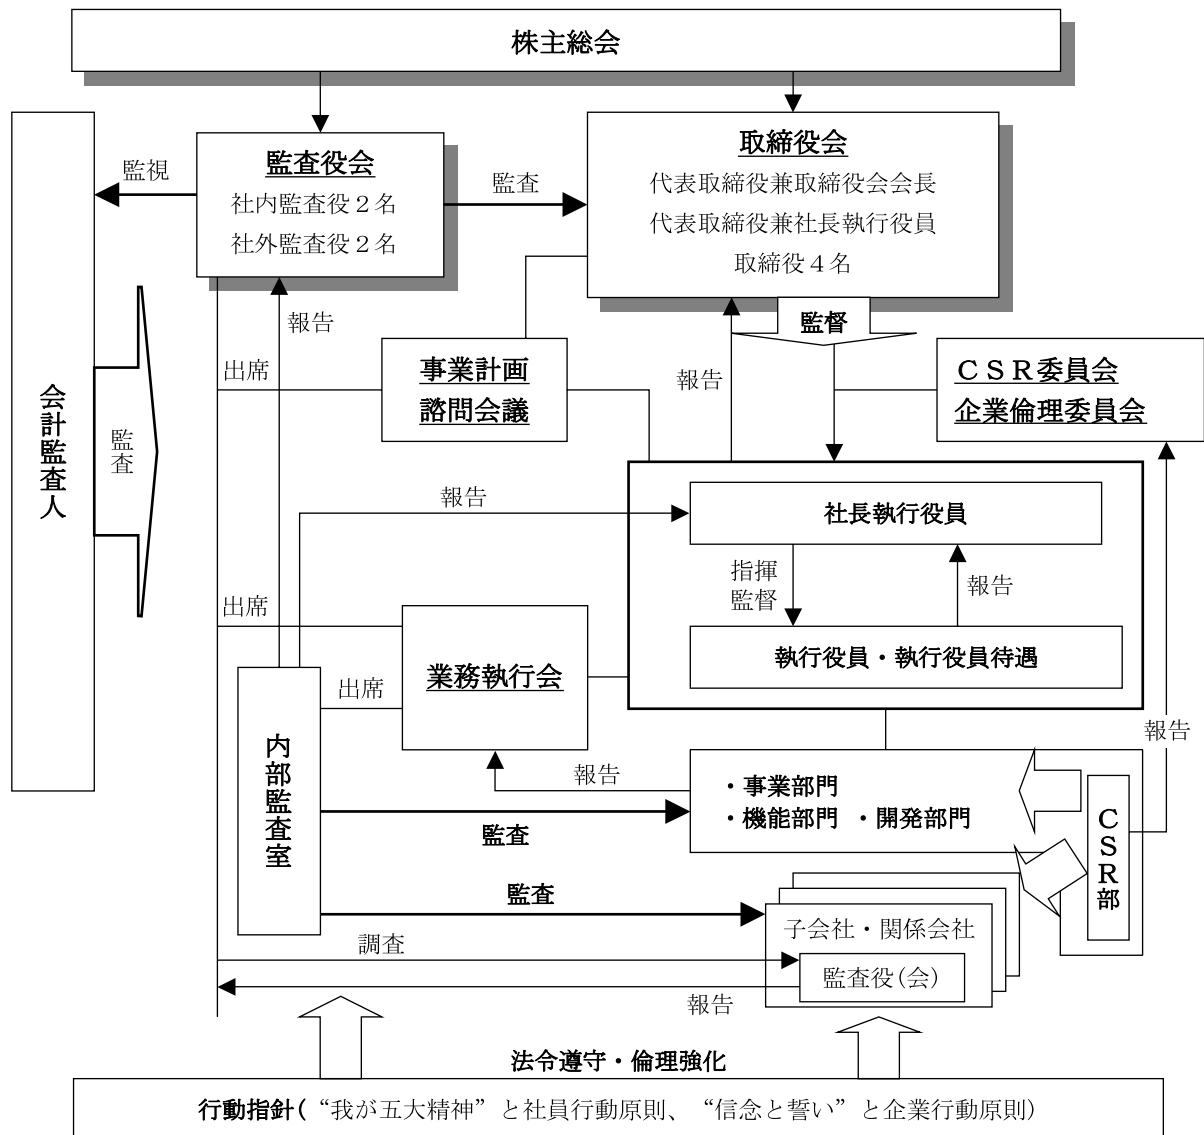 株主総会
監査役会
社内監査役２名
社外監査役２名
監視
監査
取締役会
代表取締役兼取締役会会長
代表取締役兼社長執行役員
取締役４名
監督
報告
出席
事業計画
諮問会議
報告
ＣＳＲ委員会
企業倫理委員会
会計監査人
監査
報告
社長執行役員
指揮
監督
報告
執行役員・執行役員待遇
出席
業務執行会
出席
報告
内部監査室
報告
・事業部門
・機能部門 ・開発部門
ＣＳＲ部
監査
監査
子会社・関係会社
監査役(会)
調査
報告
法令遵守・倫理強化
行動指針(“我が五大精神”と社員行動原則、“信念と誓い”と企業行動原則)